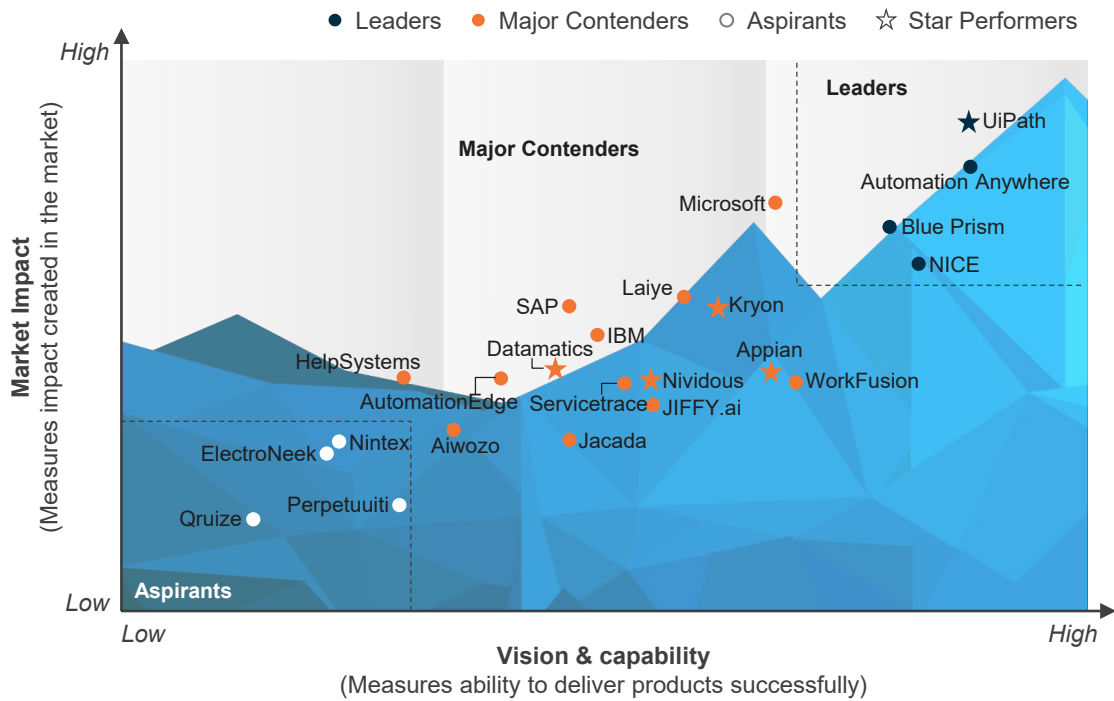 Leaders
Major Contenders
Aspirants
Star Performers
High
Market Impact
(Measures impact created in the market)
Leaders
UiPath
Major Contenders
Automation Anywhere
Microsoft
Blue Prism
NICE
Laiye
SAP
Kryon
IBM
Datamatics
Appian
HelpSystems
Nividous
WorkFusion
AutomationEdge
Servicetrace
JIFFY.ai
Aiwozo
Jacada
Nintex
ElectroNeek
Perpetuuiti
Qruize
Aspirants
Low
Low
High
Vision & capability
(Measures ability to deliver products successfully)